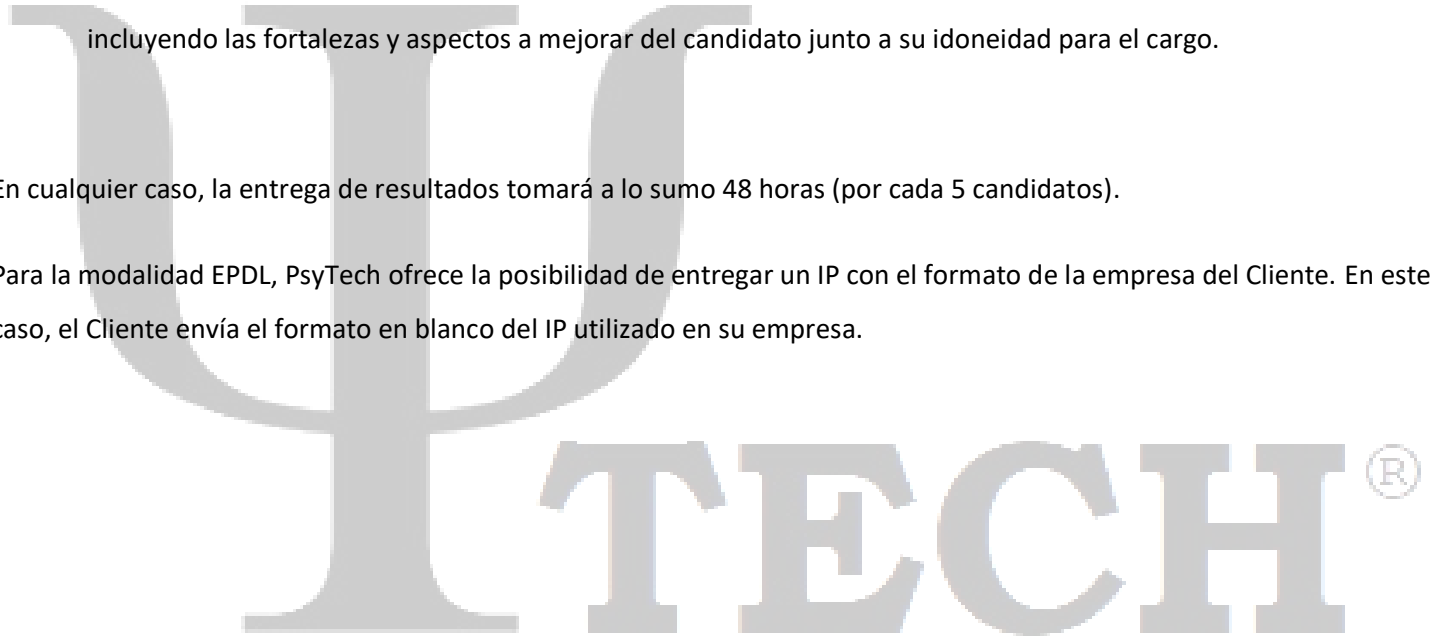 incluyendo las fortalezas y aspectos a mejorar del candidato junto a su idoneidad para el cargo.
En cualquier caso, la entrega de resultados tomará a lo sumo 48 horas (por cada 5 candidatos).
Para la modalidad EPDL, PsyTech ofrece la posibilidad de entregar un IP con el formato de la empresa del Cliente. En este
caso, el Cliente envía el formato en blanco del IP utilizado en su empresa.
Ψ
TECH®